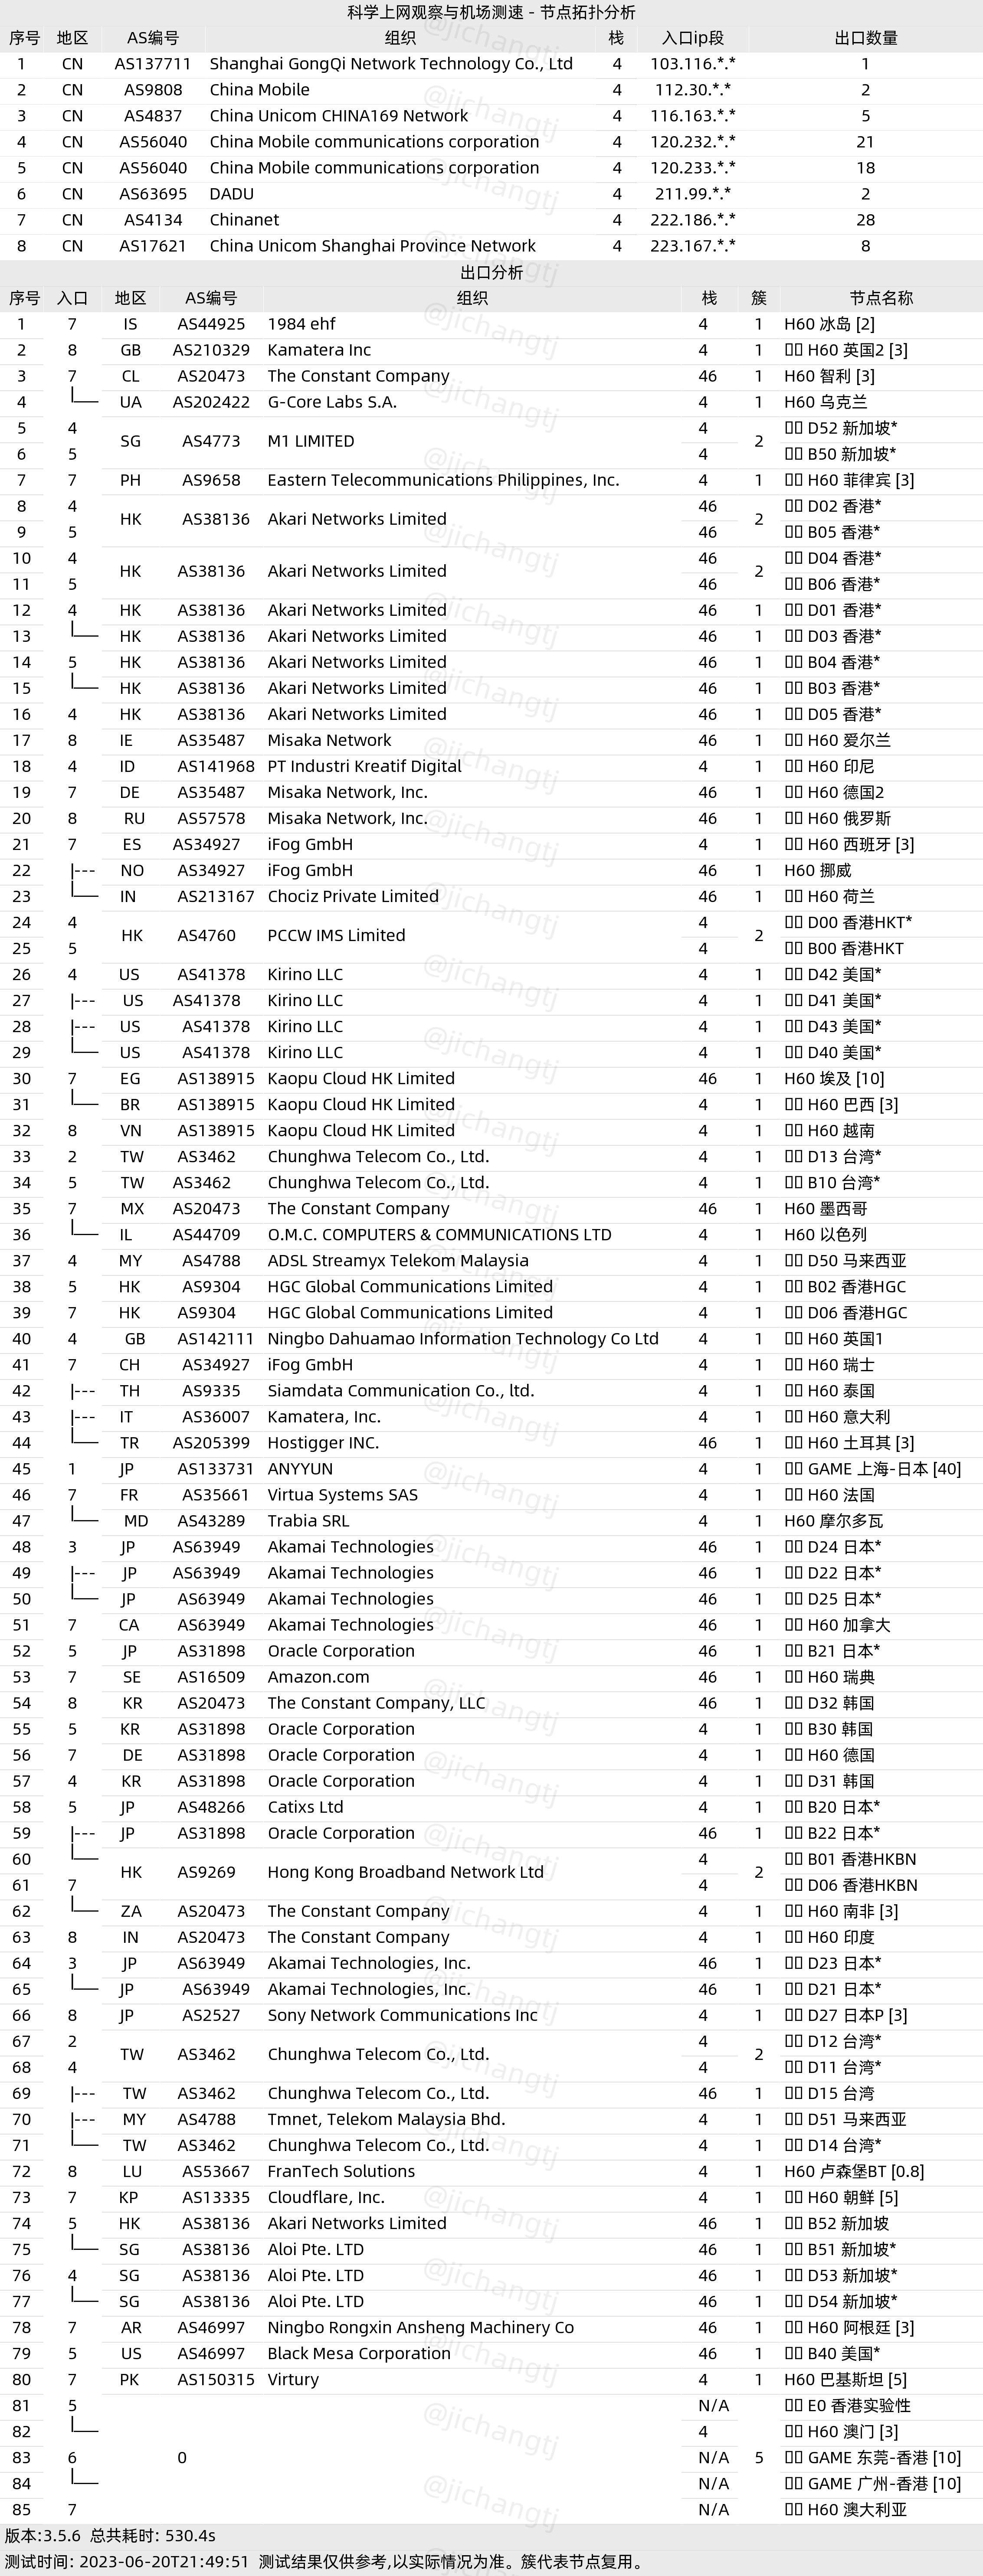 科学上网观察与机场测速 - 节点拓扑分析
序号 地区 AS编号 组织 栈 入口ip段 出口数量
1 CN AS137711 Shanghai GongQi Network Technology Co., Ltd 4 103.116.*.* 1
2 CN AS9808 China Mobile 4 112.30.*.* 2
3 CN AS4837 China Unicom CHINA169 Network 4 116.163.*.* 5
4 CN AS56040 China Mobile communications corporation 4 120.232.*.* 21
5 CN AS56040 China Mobile communications corporation 4 120.233.*.* 18
6 CN AS63695 DADU 4 211.99.*.* 2
7 CN AS4134 Chinanet 4 222.186.*.* 28
8 CN AS17621 China Unicom Shanghai Province Network 4 223.167.*.* 8
出口分析
序号 入口 地区 AS编号 组织 栈 簇 节点名称
1 7 IS AS44925 1984 ehf 4 1 H60 冰岛 [2]
2 8 GB AS210329 Kamatera Inc 4 1 H60 英国2 [3]
3 7 CL AS20473 The Constant Company 46 1 H60 智利 [3]
4 UA AS202422 G-Core Labs S.A. 4 1 H60 乌克兰
5 4 SG AS4773 M1 LIMITED 4 2 D52 新加坡*
6 5 4 B50 新加坡*
7 7 PH AS9658 Eastern Telecommunications Philippines, Inc. 4 1 H60 菲律宾 [3]
8 4 HK AS38136 Akari Networks Limited 46 2 D02 香港*
9 5 46 B05 香港*
10 4 HK AS38136 Akari Networks Limited 46 2 D04 香港*
11 5 46 B06 香港*
12 4 HK AS38136 Akari Networks Limited 46 1 D01 香港*
13 HK AS38136 Akari Networks Limited 46 1 D03 香港*
14 5 HK AS38136 Akari Networks Limited 46 1 B04 香港*
15 HK AS38136 Akari Networks Limited 46 1 B03 香港*
16 4 HK AS38136 Akari Networks Limited 46 1 D05 香港*
17 8 IE AS35487 Misaka Network 46 1 H60 爱尔兰
18 4 ID AS141968 PT Industri Kreatif Digital 4 1 H60 印尼
19 7 DE AS35487 Misaka Network, Inc. 46 1 H60 德国2
20 8 RU AS57578 Misaka Network, Inc. 46 1 H60 俄罗斯
21 7 ES AS34927 iFog GmbH 4 1 H60 西班牙 [3]
22 |--- NO AS34927 iFog GmbH 46 1 H60 挪威
23 IN AS213167 Chociz Private Limited 46 1 H60 荷兰
24 4 HK AS4760 PCCW IMS Limited 4 2 D00 香港HKT*
25 5 4 B00 香港HKT
26 4 US AS41378 Kirino LLC 4 1 D42 美国*
27 |--- US AS41378 Kirino LLC 4 1 D41 美国*
28 |--- US AS41378 Kirino LLC 4 1 D43 美国*
29 US AS41378 Kirino LLC 4 1 D40 美国*
30 7 EG AS138915 Kaopu Cloud HK Limited 46 1 H60 埃及 [10]
31 BR AS138915 Kaopu Cloud HK Limited 4 1 H60 巴西 [3]
32 8 VN AS138915 Kaopu Cloud HK Limited 4 1 H60 越南
33 2 TW AS3462 Chunghwa Telecom Co., Ltd. 4 1 D13 台湾*
34 5 TW AS3462 Chunghwa Telecom Co., Ltd. 4 1 B10 台湾*
35 7 MX AS20473 The Constant Company 46 1 H60 墨西哥
36 IL AS44709 O.M.C. COMPUTERS & COMMUNICATIONS LTD 4 1 H60 以色列
37 4 MY AS4788 ADSL Streamyx Telekom Malaysia 4 1 D50 马来西亚
38 5 HK AS9304 HGC Global Communications Limited 4 1 B02 香港HGC
39 7 HK AS9304 HGC Global Communications Limited 4 1 D06 香港HGC
40 4 GB AS142111 Ningbo Dahuamao Information Technology Co Ltd 4 1 H60 英国1
41 7 CH AS34927 iFog GmbH 4 1 H60 瑞士
42 |--- TH AS9335 Siamdata Communication Co., ltd. 4 1 H60 泰国
43 |--- IT AS36007 Kamatera, Inc. 4 1 H60 意大利
44 TR AS205399 Hostigger INC. 46 1 H60 土耳其 [3]
45 1 JP AS133731 ANYYUN 4 1 GAME 上海-日本 [40]
46 7 FR AS35661 Virtua Systems SAS 4 1 H60 法国
47 MD AS43289 Trabia SRL 4 1 H60 摩尔多瓦
48 3 JP AS63949 Akamai Technologies 46 1 D24 日本*
49 |--- JP AS63949 Akamai Technologies 46 1 D22 日本*
50 JP AS63949 Akamai Technologies 46 1 D25 日本*
51 7 CA AS63949 Akamai Technologies 46 1 H60 加拿大
52 5 JP AS31898 Oracle Corporation 46 1 B21 日本*
53 7 SE AS16509 Amazon.com 46 1 H60 瑞典
54 8 KR AS20473 The Constant Company, LLC 46 1 D32 韩国
55 5 KR AS31898 Oracle Corporation 4 1 B30 韩国
56 7 DE AS31898 Oracle Corporation 4 1 H60 德国
57 4 KR AS31898 Oracle Corporation 4 1 D31 韩国
58 5 JP AS48266 Catixs Ltd 4 1 B20 日本*
59 |--- JP AS31898 Oracle Corporation 46 1 B22 日本*
60 HK AS9269 Hong Kong Broadband Network Ltd 4 2 B01 香港HKBN
61 7 4 D06 香港HKBN
62 ZA AS20473 The Constant Company 4 1 H60 南非 [3]
63 8 IN AS20473 The Constant Company 4 1 H60 印度
64 3 JP AS63949 Akamai Technologies, Inc. 46 1 D23 日本*
65 JP AS63949 Akamai Technologies, Inc. 46 1 D21 日本*
66 8 JP AS2527 Sony Network Communications Inc 4 1 D27 日本P [3]
67 2 TW AS3462 Chunghwa Telecom Co., Ltd. 4 2 D12 台湾*
68 4 4 D11 台湾*
69 |--- TW AS3462 Chunghwa Telecom Co., Ltd. 46 1 D15 台湾
70 |--- MY AS4788 Tmnet, Telekom Malaysia Bhd. 4 1 D51 马来西亚
71 TW AS3462 Chunghwa Telecom Co., Ltd. 4 1 D14 台湾*
72 8 LU AS53667 FranTech Solutions 4 1 H60 卢森堡BT [0.8]
73 7 KP AS13335 Cloudflare, Inc. 4 1 H60 朝鲜 [5]
74 5 HK AS38136 Akari Networks Limited 46 1 B52 新加坡
75 SG AS38136 Aloi Pte. LTD 46 1 B51 新加坡*
76 4 SG AS38136 Aloi Pte. LTD 46 1 D53 新加坡*
77 SG AS38136 Aloi Pte. LTD 46 1 D54 新加坡*
78 7 AR AS46997 Ningbo Rongxin Ansheng Machinery Co 46 1 H60 阿根廷 [3]
79 5 US AS46997 Black Mesa Corporation 46 1 B40 美国*
80 7 PK AS150315 Virtury 4 1 H60 巴基斯坦 [5]
81 5 N/A E0 香港实验性
82 4 H60 澳门 [3]
83 6 0 N/A 5 GAME 东莞-香港 [10]
84 N/A GAME 广州-香港 [10]
85 7 N/A H60 澳大利亚
版本:3.5.6 总共耗时: 530.4s
测试时间: 2023-06-20T21:49:51 测试结果仅供参考,以实际情况为准。簇代表节点复用。
@jichangtj